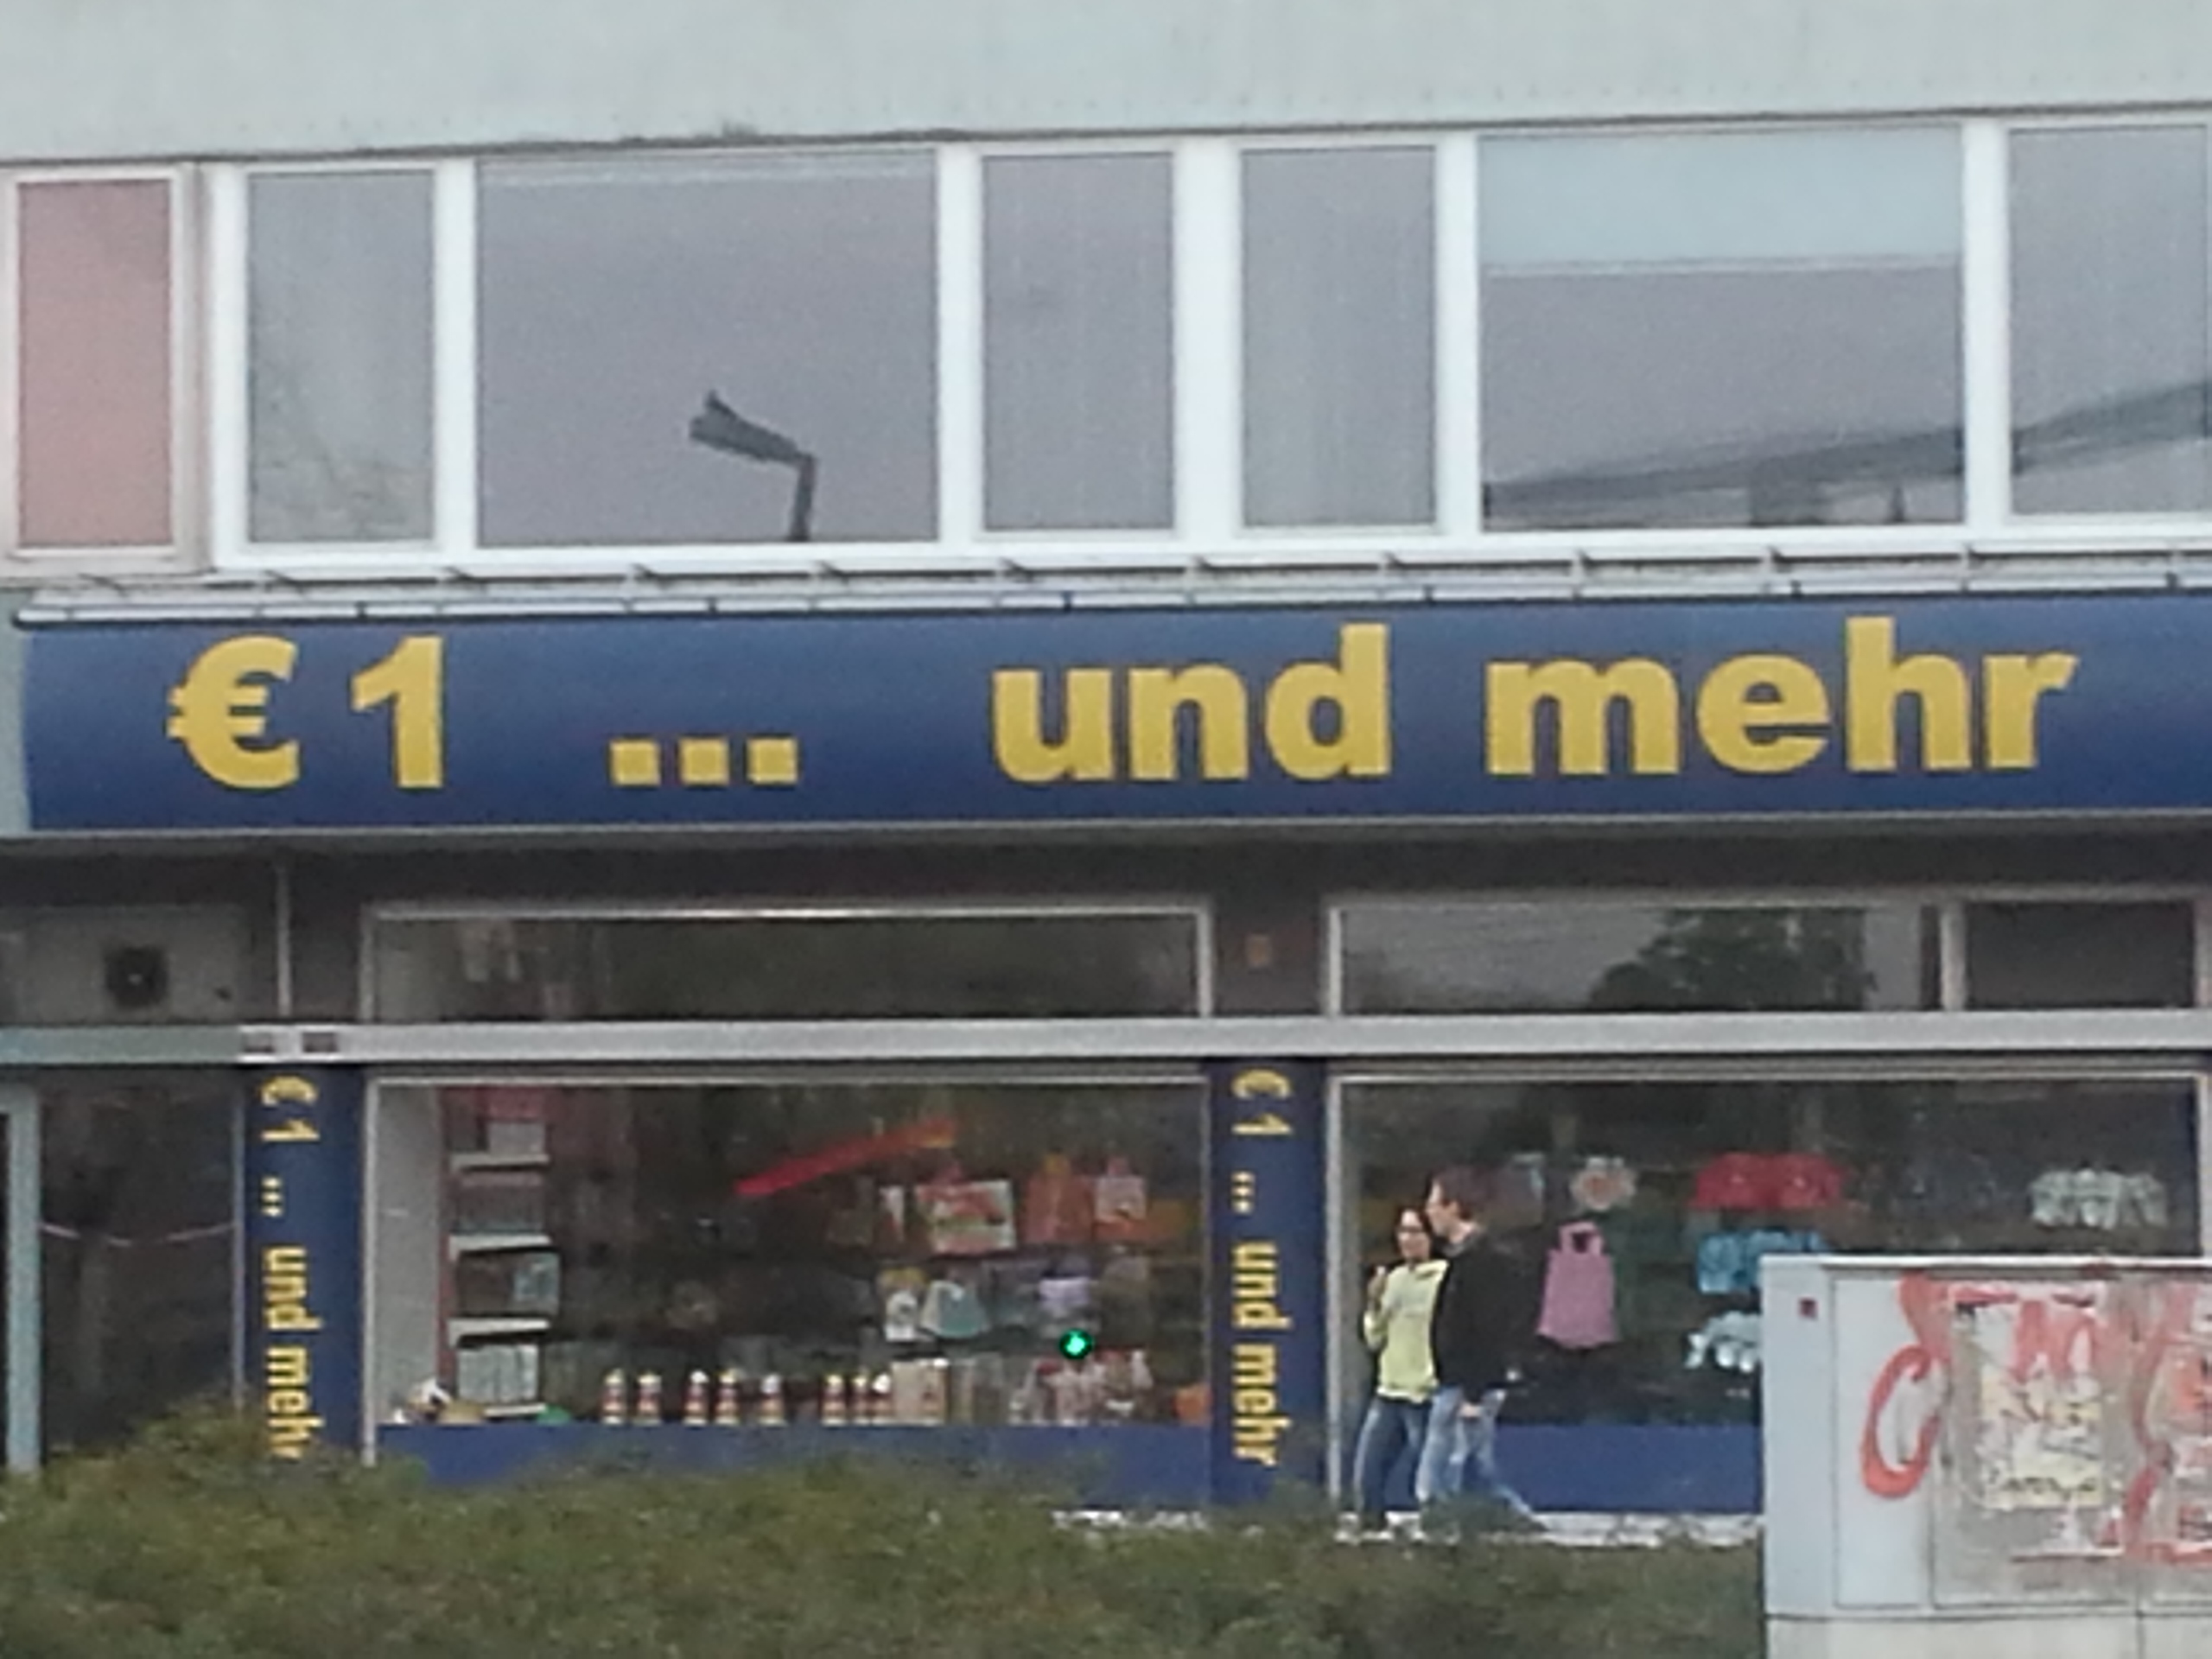 € 1 ... und mehr
€ 1 ... und mehr
€ 1 ... und mehr